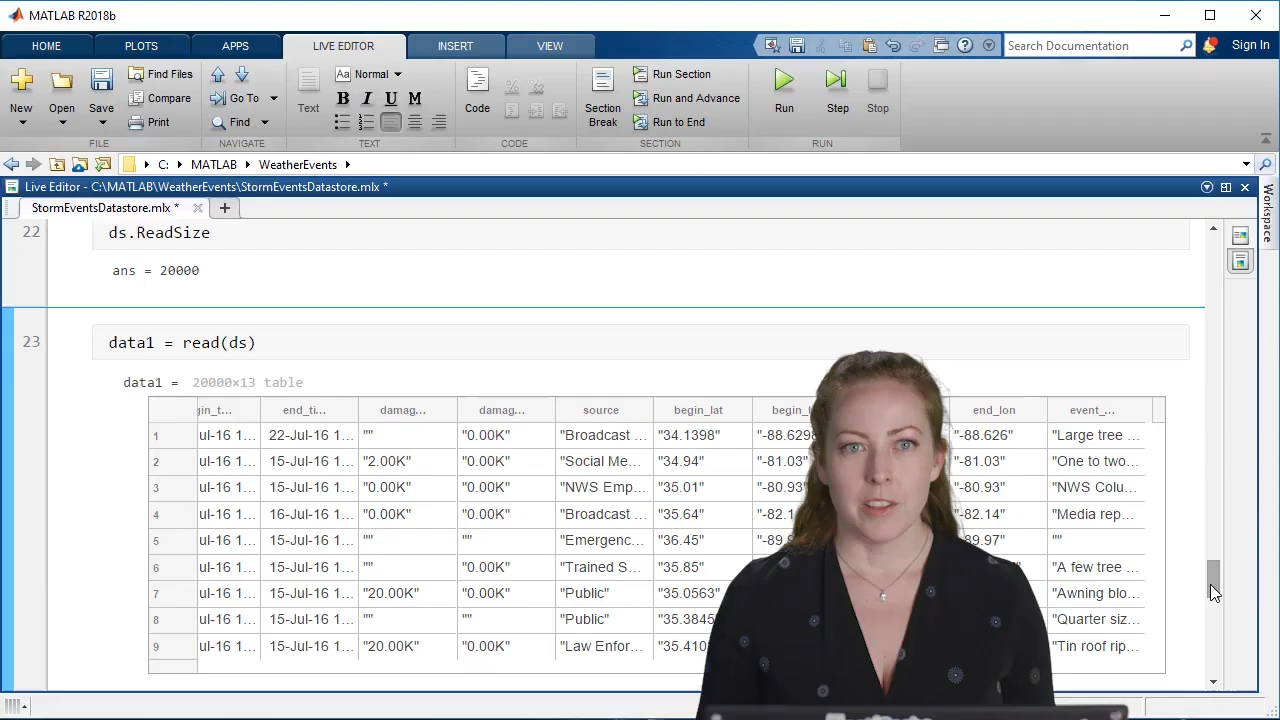 MATLAB R2018b
HOME PLOTS APPS LIVE EDITOR INSERT VIEW Search Documentation Sign In
New Open Save Find Files Compare Print Go To Find Text Aa Normal B I U M Code Section Break Run Section Run and Advance Run to End Run Step Stop
FILE NAVIGATE TEXT CODE SECTION RUN
C: MATLAB WeatherEvents
Live Editor - C:\MATLAB\WeatherEvents\StormEventsDatastore.mlx *
StormEventsDatastore.mlx *
Workspace
22 ds.ReadSize
ans = 20000
23 data1 = read(ds)
data1 = 20000×13 table
gin_t... end_ti... damag... damag... source begin_lat begin_l end_lon event_...
1 ul-16 1... 22-Jul-16 1... "" "0.00K" "Broadcast ... "34.1398" "-88.6298 "-88.626" "Large tree ...
2 ul-16 1... 15-Jul-16 1... "2.00K" "0.00K" "Social Me... "34.94" "-81.03" "-81.03" "One to two...
3 ul-16 1... 15-Jul-16 1... "0.00K" "0.00K" "NWS Emp... "35.01" "-80.93" "-80.93" "NWS Colu...
4 ul-16 1... 16-Jul-16 1... "0.00K" "0.00K" "Broadcast ... "35.64" "-82.1 "-82.14" "Media rep...
5 ul-16 1... 15-Jul-16 1... "" "" "Emergenc... "36.45" "-89.9 89.97" ""
6 ul-16 1... 15-Jul-16 1... "" "0.00K" "Trained S... "35.85" "A few tree ...
7 ul-16 1... 15-Jul-16 1... "20.00K" "0.00K" "Public" "35.0563" "Awning blo...
8 ul-16 1... 15-Jul-16 1... "" "" "Public" "35.3845 "Quarter siz...
9 ul-16 1... 15-Jul-16 1... "20.00K" "0.00K" "Law Enfor... "35.410 "Tin roof rip...